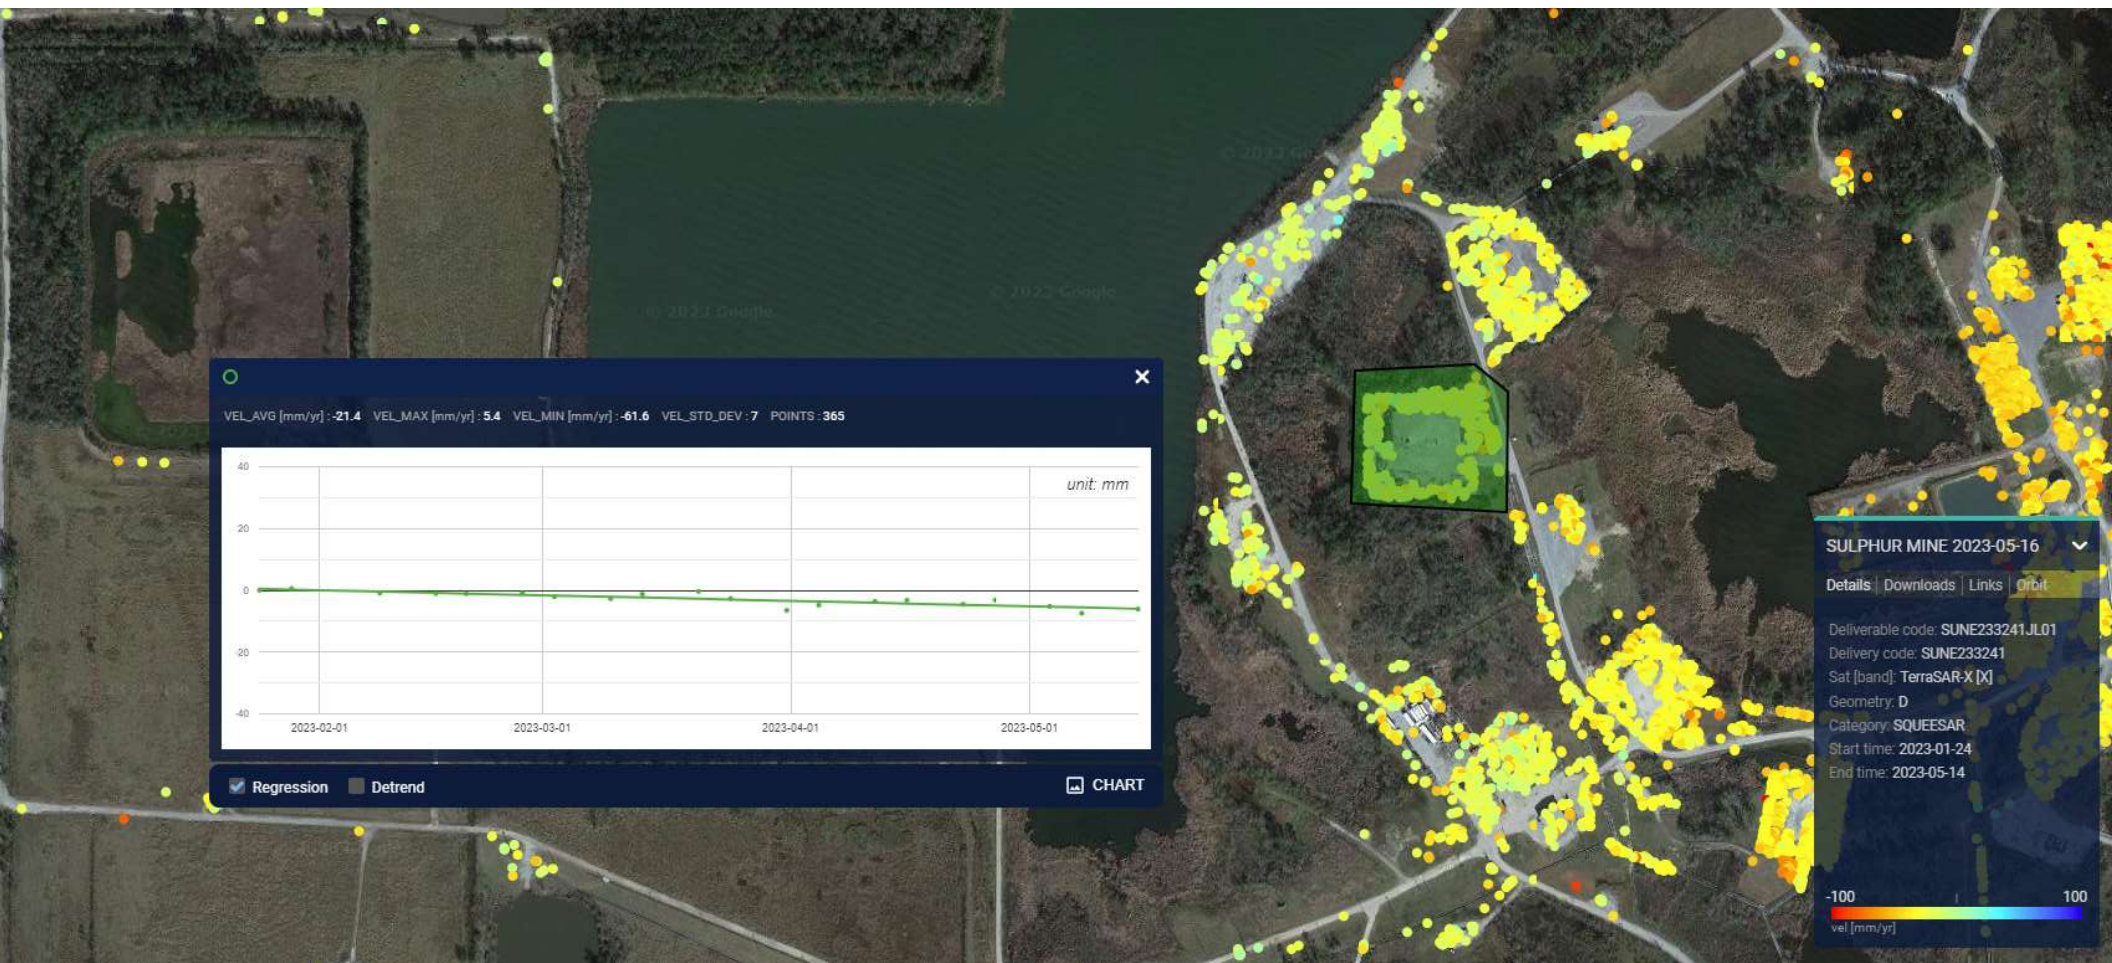 © 2023 Google
© 2023 Google
VEL_AVG [mm/yr] : -21.4 VEL_MAX [mm/yr] : 5.4 VEL_MIN [mm/yr] : -61.6 VEL_STD_DEV : 7 POINTS : 365
unit: mm
40
20
0
-20
-40
2023-02-01 2023-03-01 2023-04-01 2023-05-01
Regression Detrend CHART
SULPHUR MINE 2023-05-16
Details | Downloads | Links | Orbit
Deliverable code: SUNE233241JL01
Delivery code: SUNE233241
Sat [band]: TerraSAR-X [X]
Geometry: D
Category: SQUEESAR
Start time: 2023-01-24
End time: 2023-05-14
-100 100
vel [mm/yr]